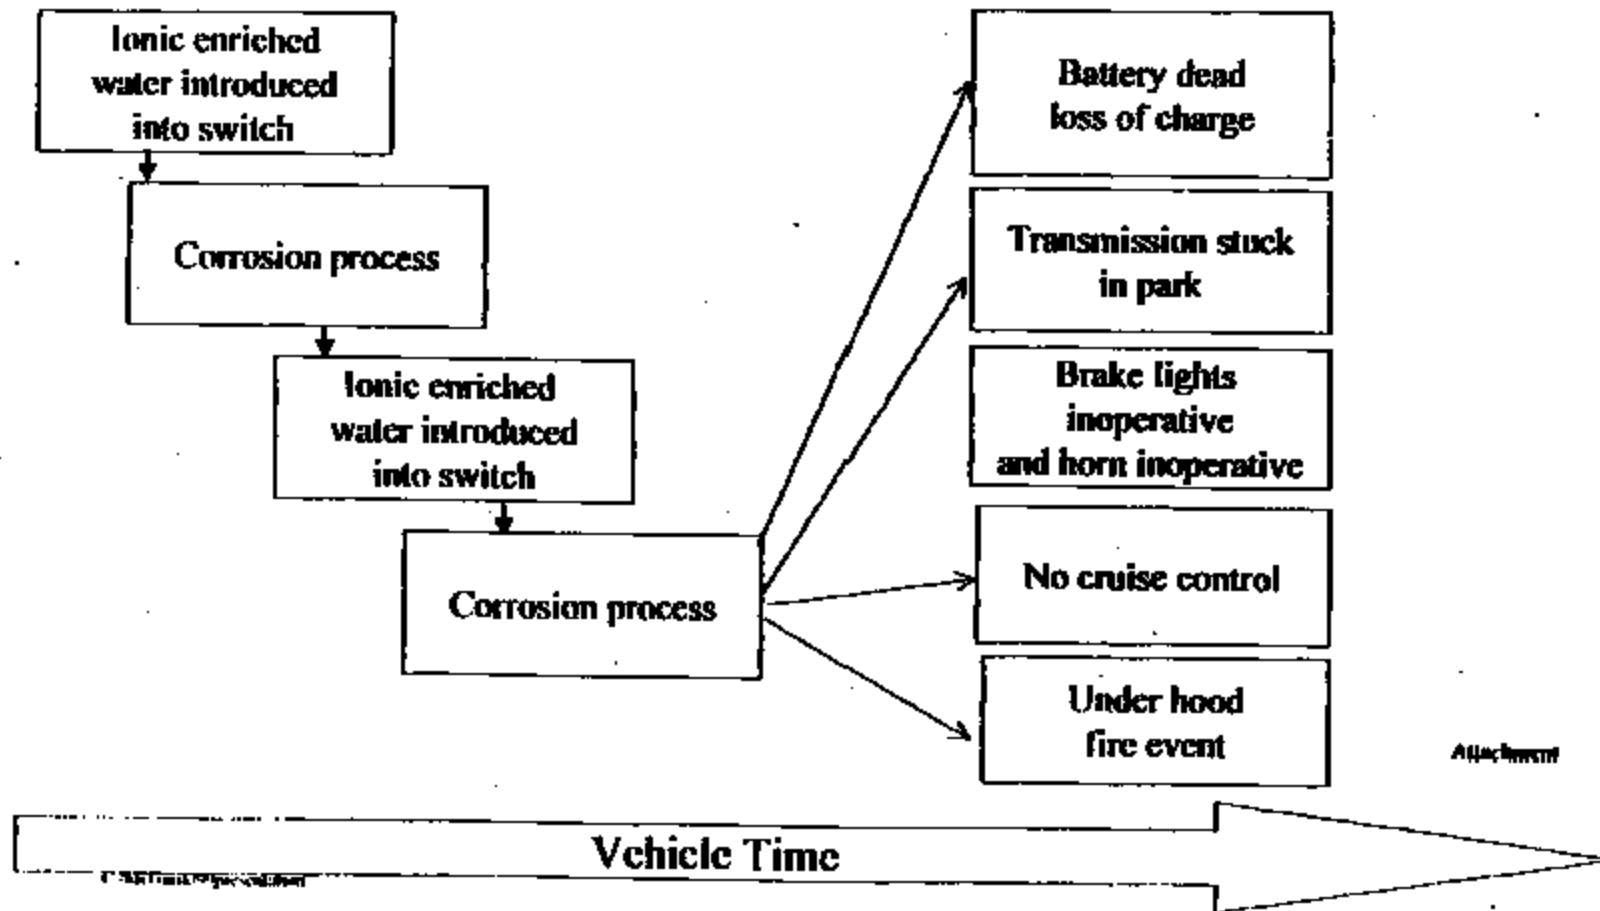 Ionic enriched
water introduced
into switch
Corrosion process
Ionic enriched
water introduced
into switch
Corrosion process
Battery dead
loss of charge
Transmission stuck
in park
Brake lights
inoperative
and horn inoperative
No cruise control
Under hood
fire event
Attachment
Vehicle Time